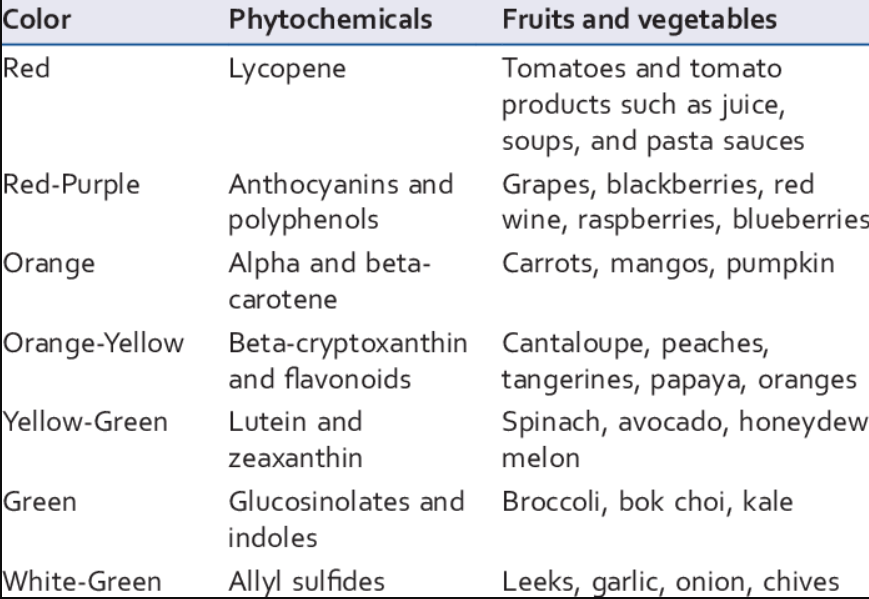 Color Phytochemicals Fruits and vegetables
Red Lycopene Tomatoes and tomato
products such as juice,
soups, and pasta sauces
Red-Purple Anthocyanins and Grapes, blackberries, red
polyphenols wine, raspberries, blueberries
Orange Alpha and beta- Carrots, mangos, pumpkin
carotene
Orange-Yellow Beta-cryptoxanthin Cantaloupe, peaches,
and flavonoids tangerines, papaya, oranges
Yellow-Green Lutein and Spinach, avocado, honeydew
zeaxanthin melon
Green Glucosinolates and Broccoli, bok choi, kale
indoles
White-Green Allyl sulfides Leeks, garlic, onion, chives